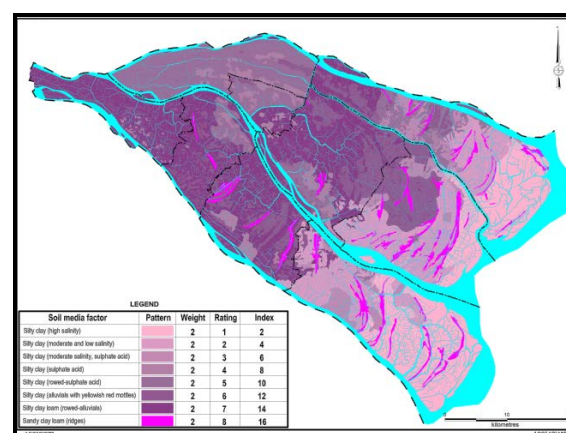 LEGEND
Soil media factor Pattern Weight Rating Index
Silty clay (high salinity) 2 1 2
Silty clay (moderate and low salinity) 2 2 4
Silty clay (moderate salinity, sulphate acid) 2 3 6
Silty clay (sulphate acid) 2 4 8
Silty clay (rowed-sulphate acid) 2 5 10
Silty clay (alluvials with yellowish red mottles) 2 6 12
Silty clay loam (rowed-alluvials) 2 7 14
Sandy clay loam (ridges) 2 8 16
0 10
kilometres